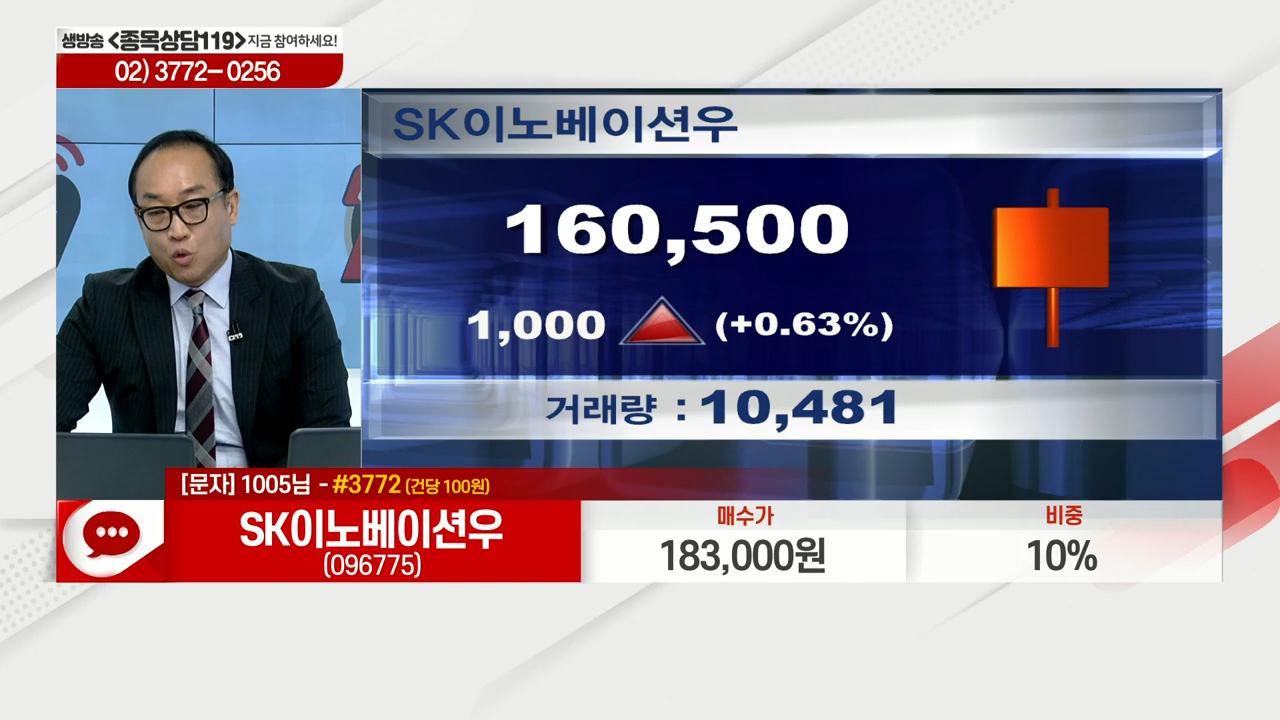 생방송 <종목상담119> 지금 참여하세요!
02) 3772-0256
SK이노베이션우
160,500
1,000 ▲ (+0.63%)
거래량 : 10,481
[문자] 1005님 - #3772 (건당 100원)
SK이노베이션우
(096775)
매수가
183,000원
비중
10%